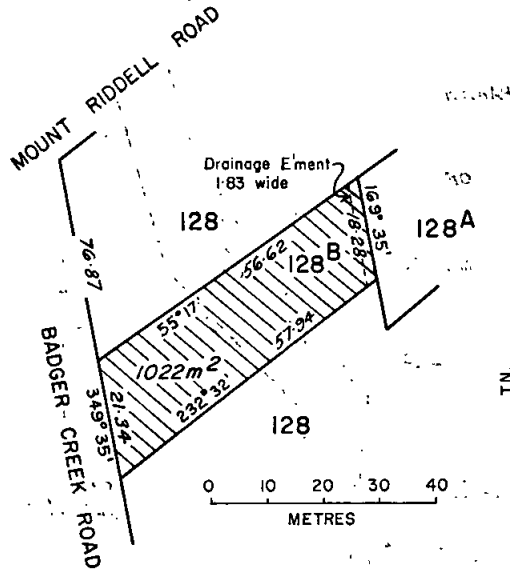 MOUNT RIDDELL ROAD
Drainage E'ment
1·83 wide
128
128A
169° 35'
18·28
56·62
128B
76·87
55° 17'
57·94
1022m2
BADGER CREEK ROAD
349° 35'
21·34
232° 32'
128
0 10 20 30 40
METRES